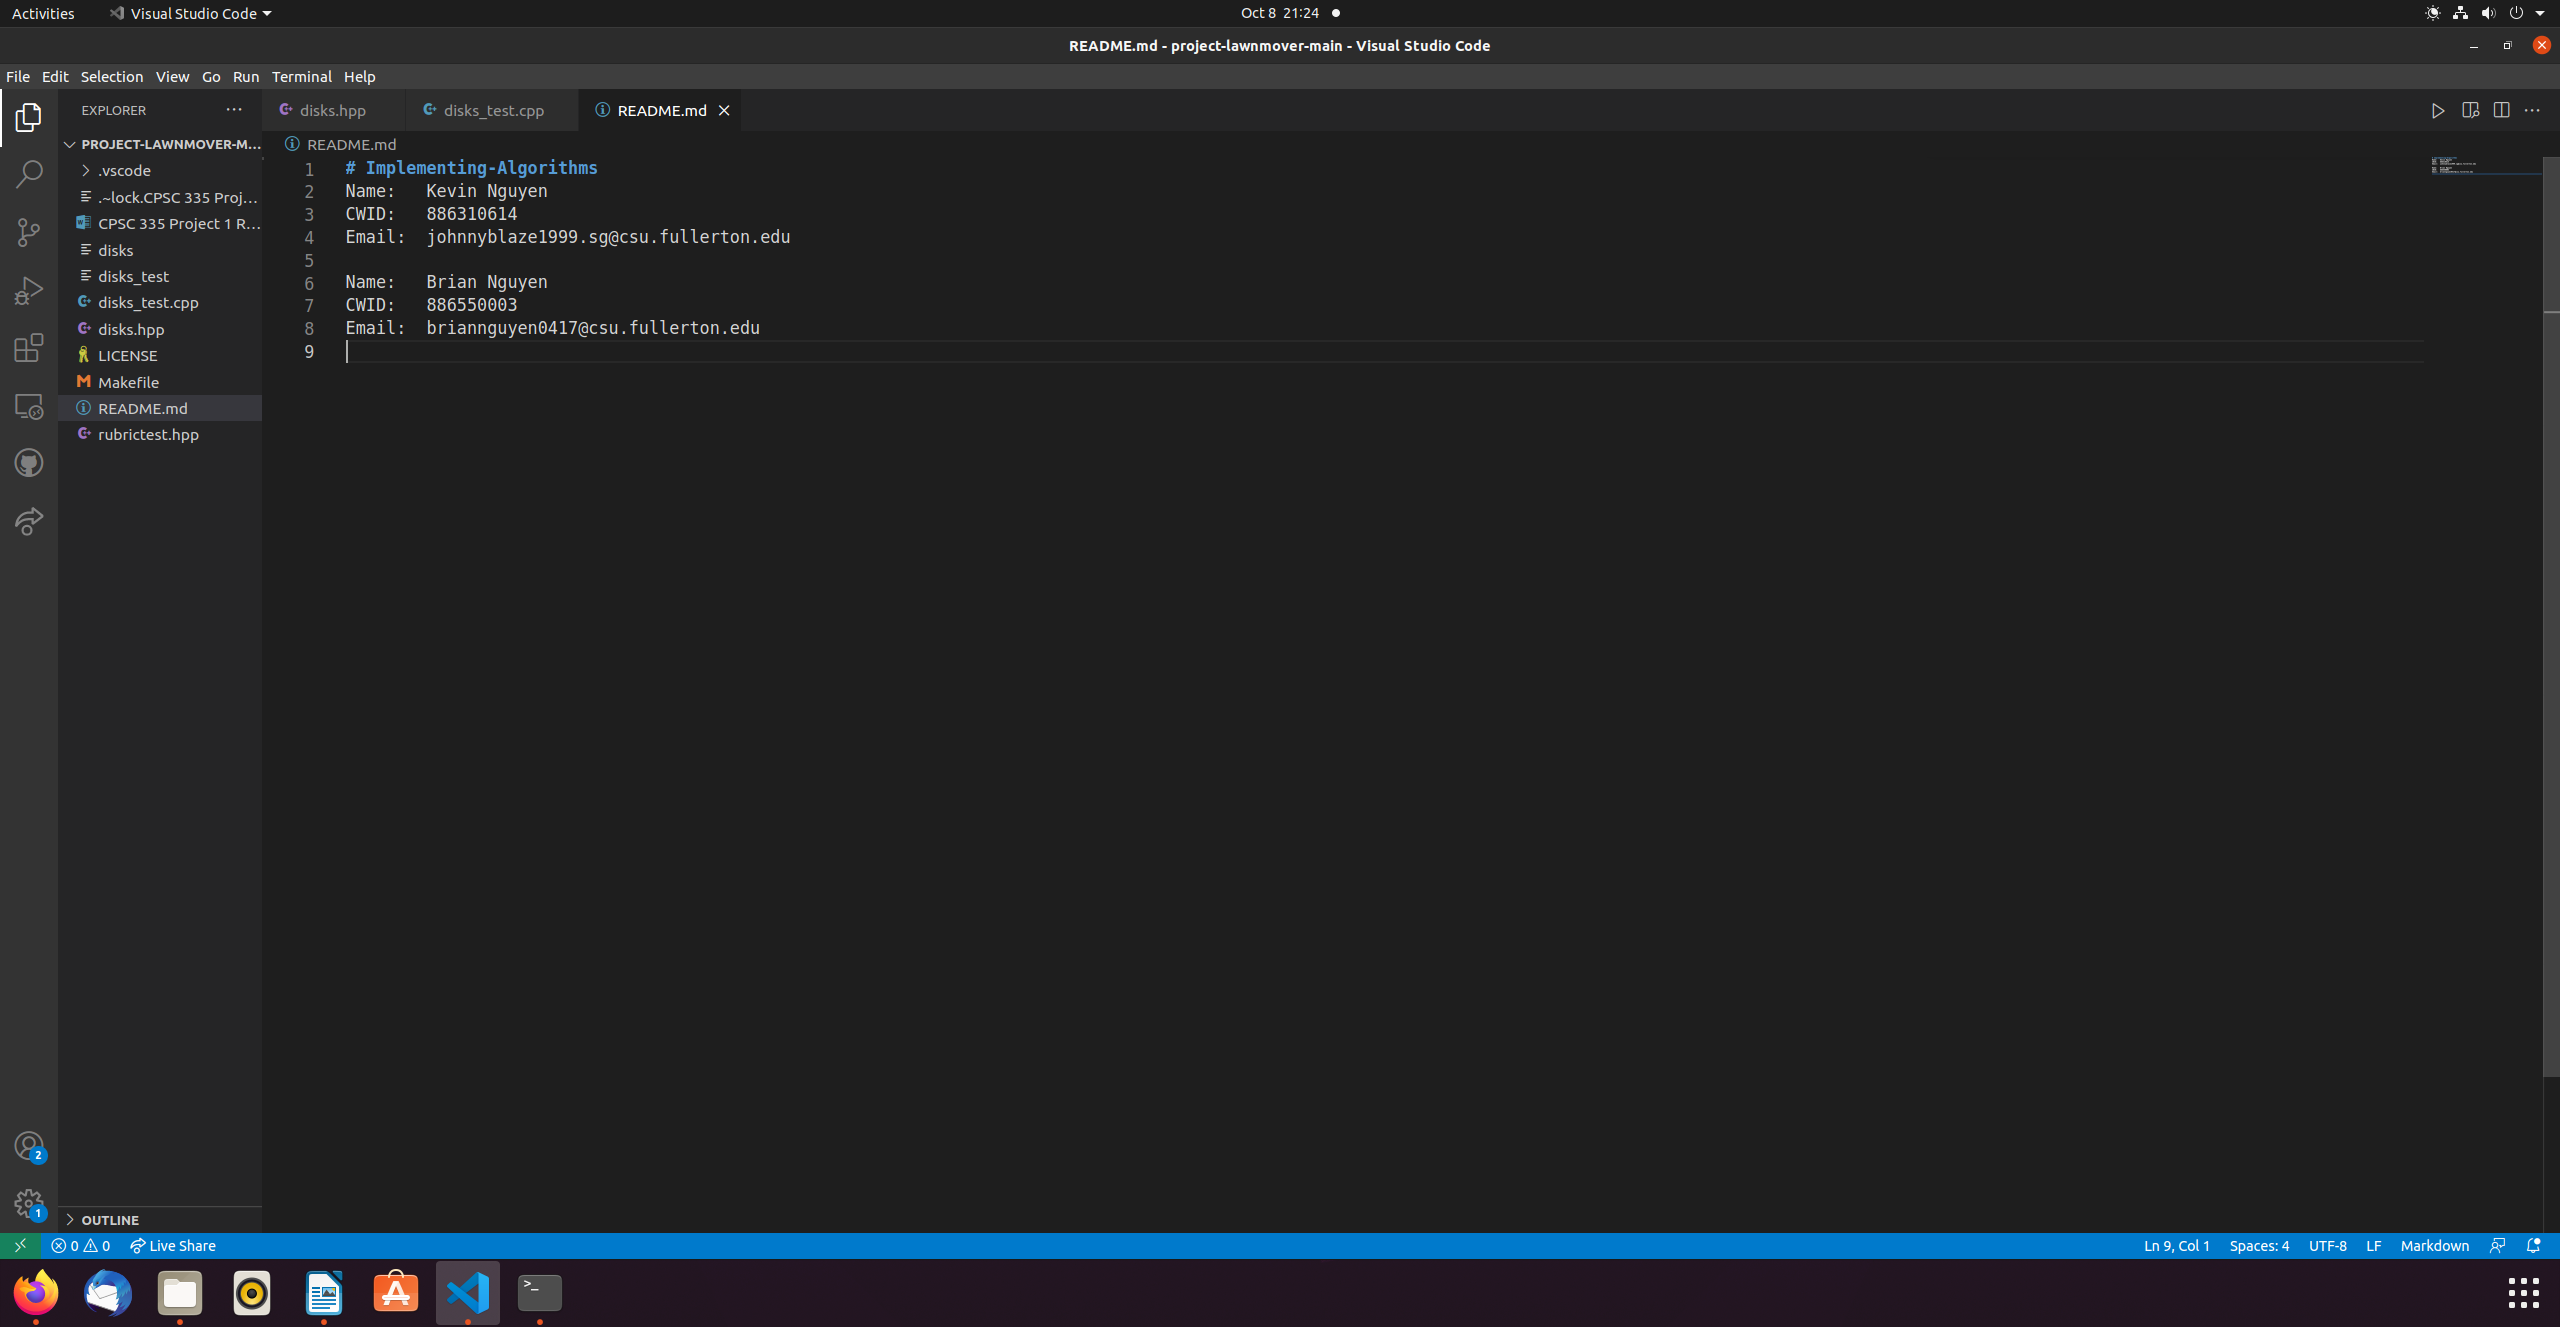 Activities Visual Studio Code Oct 8 21:24
README.md - project-lawnmover-main - Visual Studio Code
File Edit Selection View Go Run Terminal Help
EXPLORER ···
disks.hpp disks_test.cpp README.md
PROJECT-LAWNMOVER-M...
.vscode
.~lock.CPSC 335 Proj...
CPSC 335 Project 1 R...
disks
disks_test
disks_test.cpp
disks.hpp
LICENSE
Makefile
README.md
rubrictest.hpp
README.md
1 # Implementing-Algorithms
2 Name: Kevin Nguyen
3 CWID: 886310614
4 Email: johnnyblaze1999.sg@csu.fullerton.edu
5
6 Name: Brian Nguyen
7 CWID: 886550003
8 Email: briannguyen0417@csu.fullerton.edu
9
2
1
OUTLINE
0 0 Live Share Ln 9, Col 1 Spaces: 4 UTF-8 LF Markdown